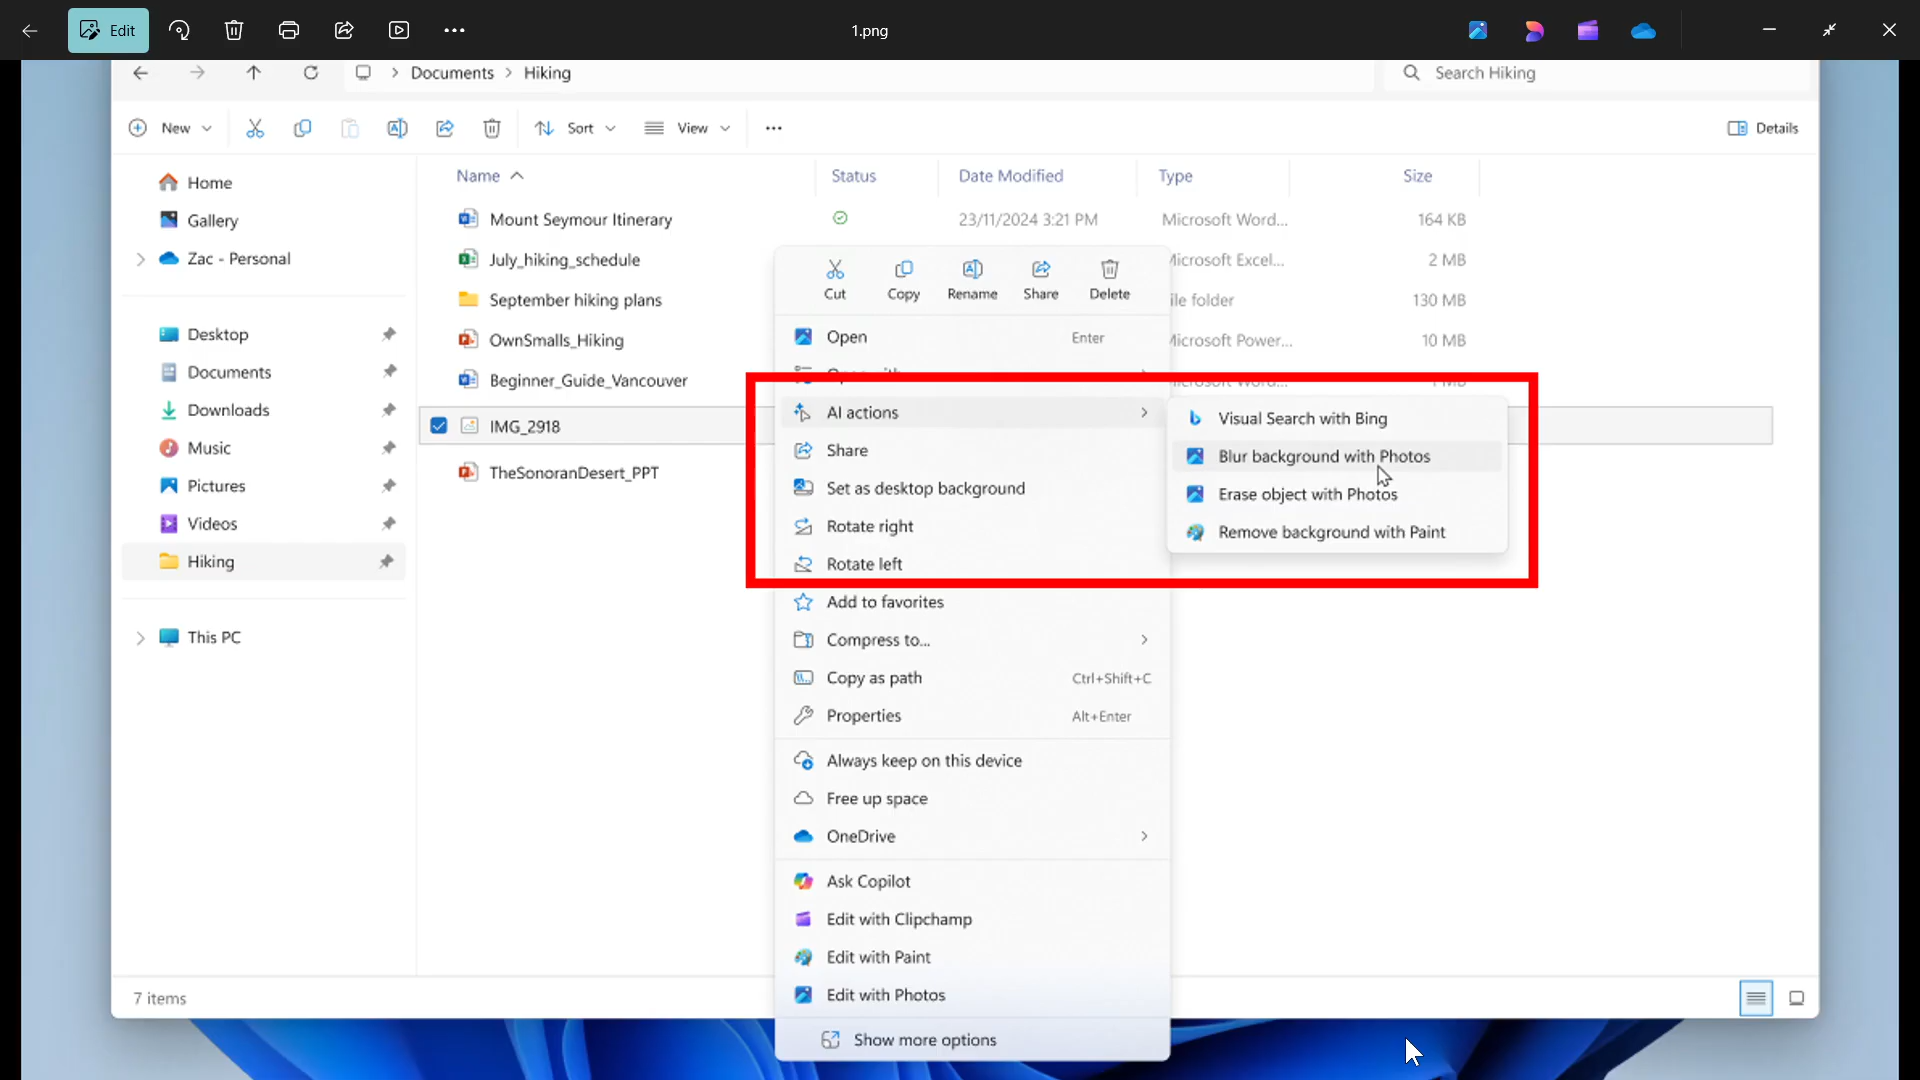 Edit
1.png
Documents > Hiking
Search Hiking
New
Sort
View
Details
Home
Gallery
Zac - Personal
Desktop
Documents
Downloads
Music
Pictures
Videos
Hiking
This PC
Name Status Date Modified Type Size
Mount Seymour Itinerary 23/11/2024 3:21 PM Microsoft Word... 164 KB
July_hiking_schedule Microsoft Excel... 2 MB
September hiking plans file folder 130 MB
OwnSmalls_Hiking Microsoft Power... 10 MB
Beginner_Guide_Vancouver
IMG_2918
TheSonoranDesert_PPT
Cut Copy Rename Share Delete
Open Enter
AI actions
Share
Set as desktop background
Rotate right
Rotate left
Add to favorites
Compress to...
Copy as path Ctrl+Shift+C
Properties Alt+Enter
Always keep on this device
Free up space
OneDrive
Ask Copilot
Edit with Clipchamp
Edit with Paint
Edit with Photos
Show more options
Visual Search with Bing
Blur background with Photos
Erase object with Photos
Remove background with Paint
7 items